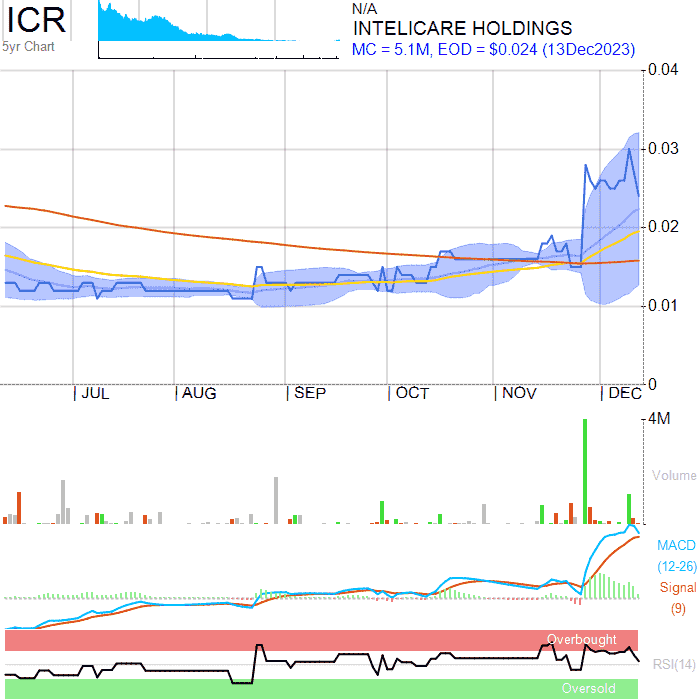 ICR
5yr Chart
N/A
INTELICARE HOLDINGS
MC = 5.1M, EOD = $0.024 (13Dec2023)
0.04
0.03
0.02
0.01
0
JUL AUG SEP OCT NOV DEC
4M
Volume
MACD
(12-26)
Signal
(9)
Overbought
RSI(14)
Oversold